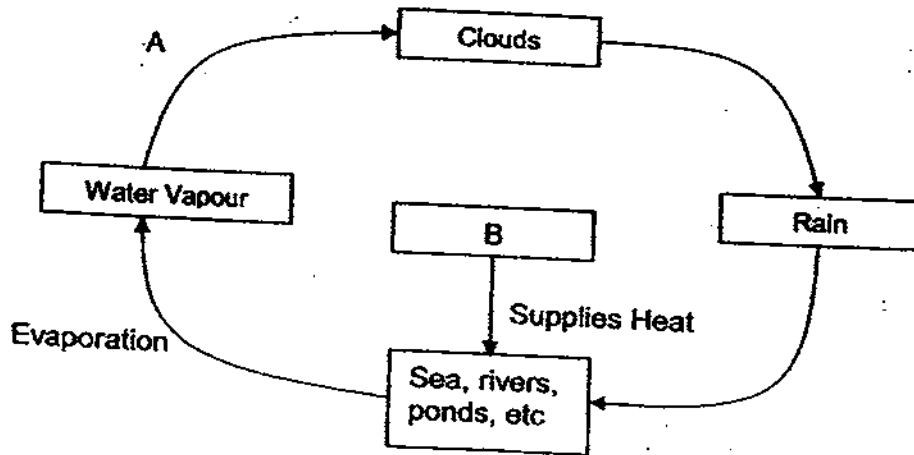 A
Clouds
Water Vapour
B
Rain
Supplies Heat
Evaporation
Sea, rivers,
ponds, etc